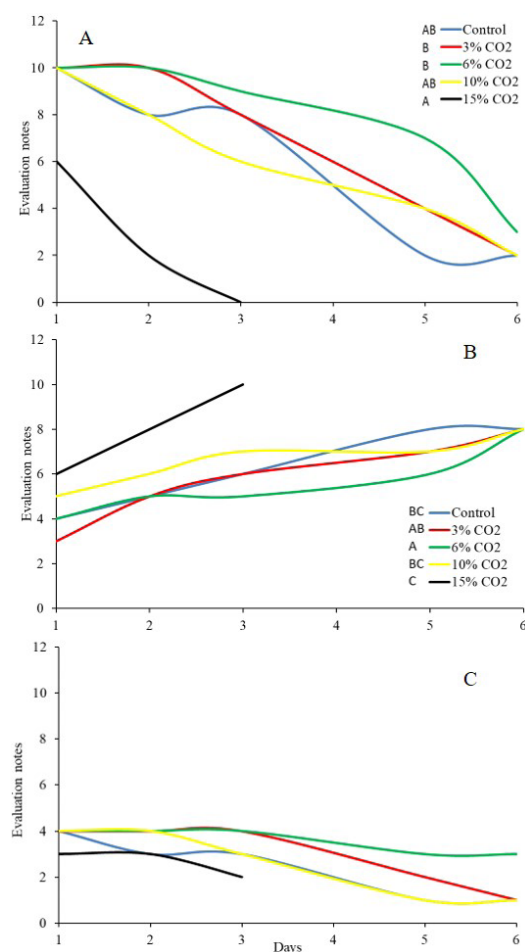 A
12
10
8
6
4
2
0
Evaluation notes
AB Control
B 3% CO2
B 6% CO2
AB 10% CO2
A 15% CO2
1 2 3 4 5 6
B
12
10
8
6
4
2
0
Evaluation notes
BC Control
AB 3% CO2
A 6% CO2
BC 10% CO2
C 15% CO2
1 2 3 4 5 6
C
12
10
8
6
4
2
0
Evaluation notes
1 2 3 4 5 6
Days